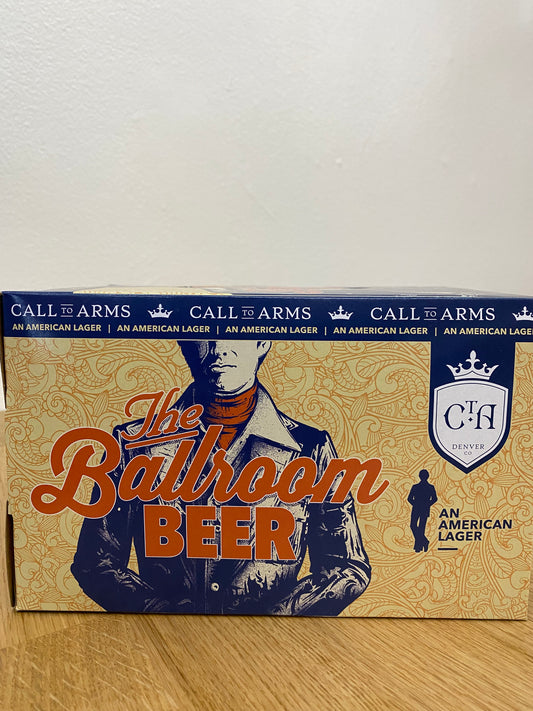 CALL TO ARMS CALL TO ARMS CALL TO ARMS
AN AMERICAN LAGER | AN AMERICAN LAGER | AN AMERICAN LAGER | AN AMERICAN LAGER | AN AMERICAN LAGER |
The
Ballroom
BEER
CTA
DENVER
CO
AN
AMERICAN
LAGER